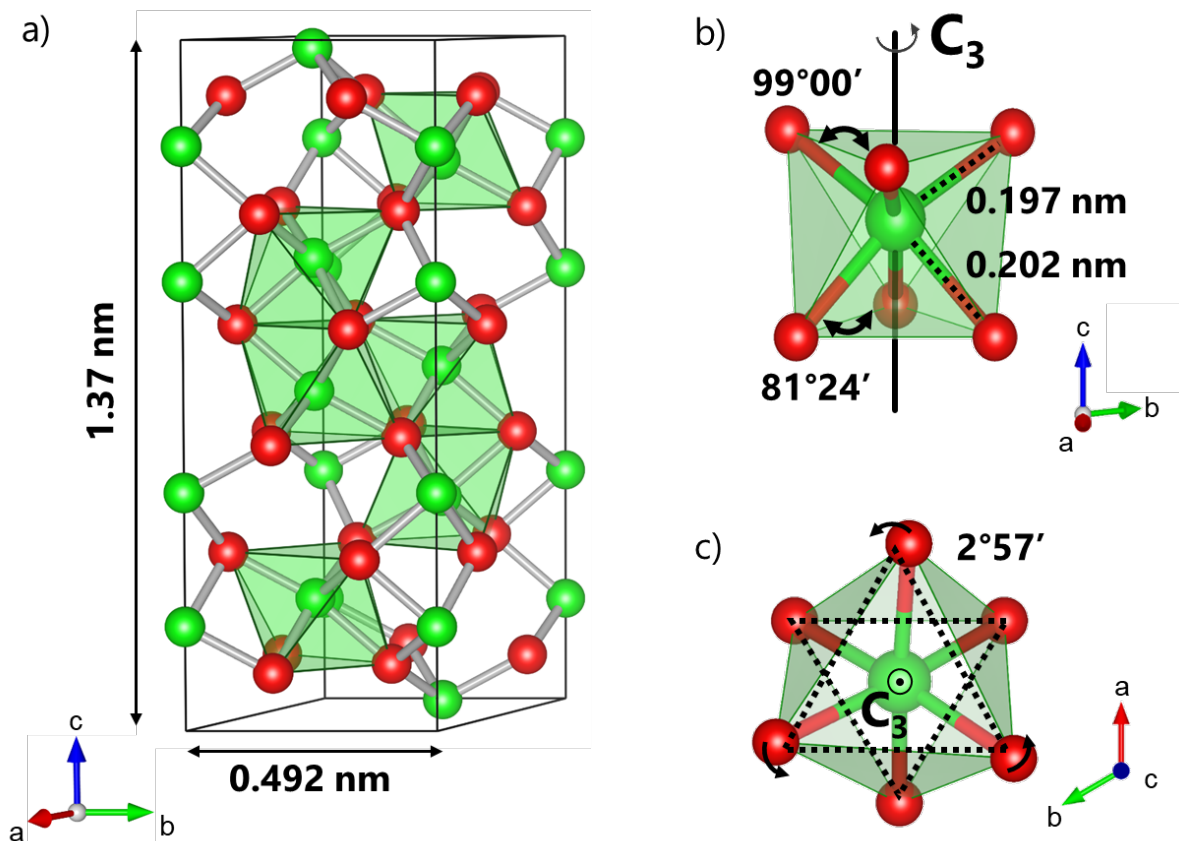 a)
1.37 nm
0.492 nm
c
a
b
b)
C3
99°00′
0.197 nm
0.202 nm
81°24′
c
b
a
c)
2°57′
C3
a
c
b